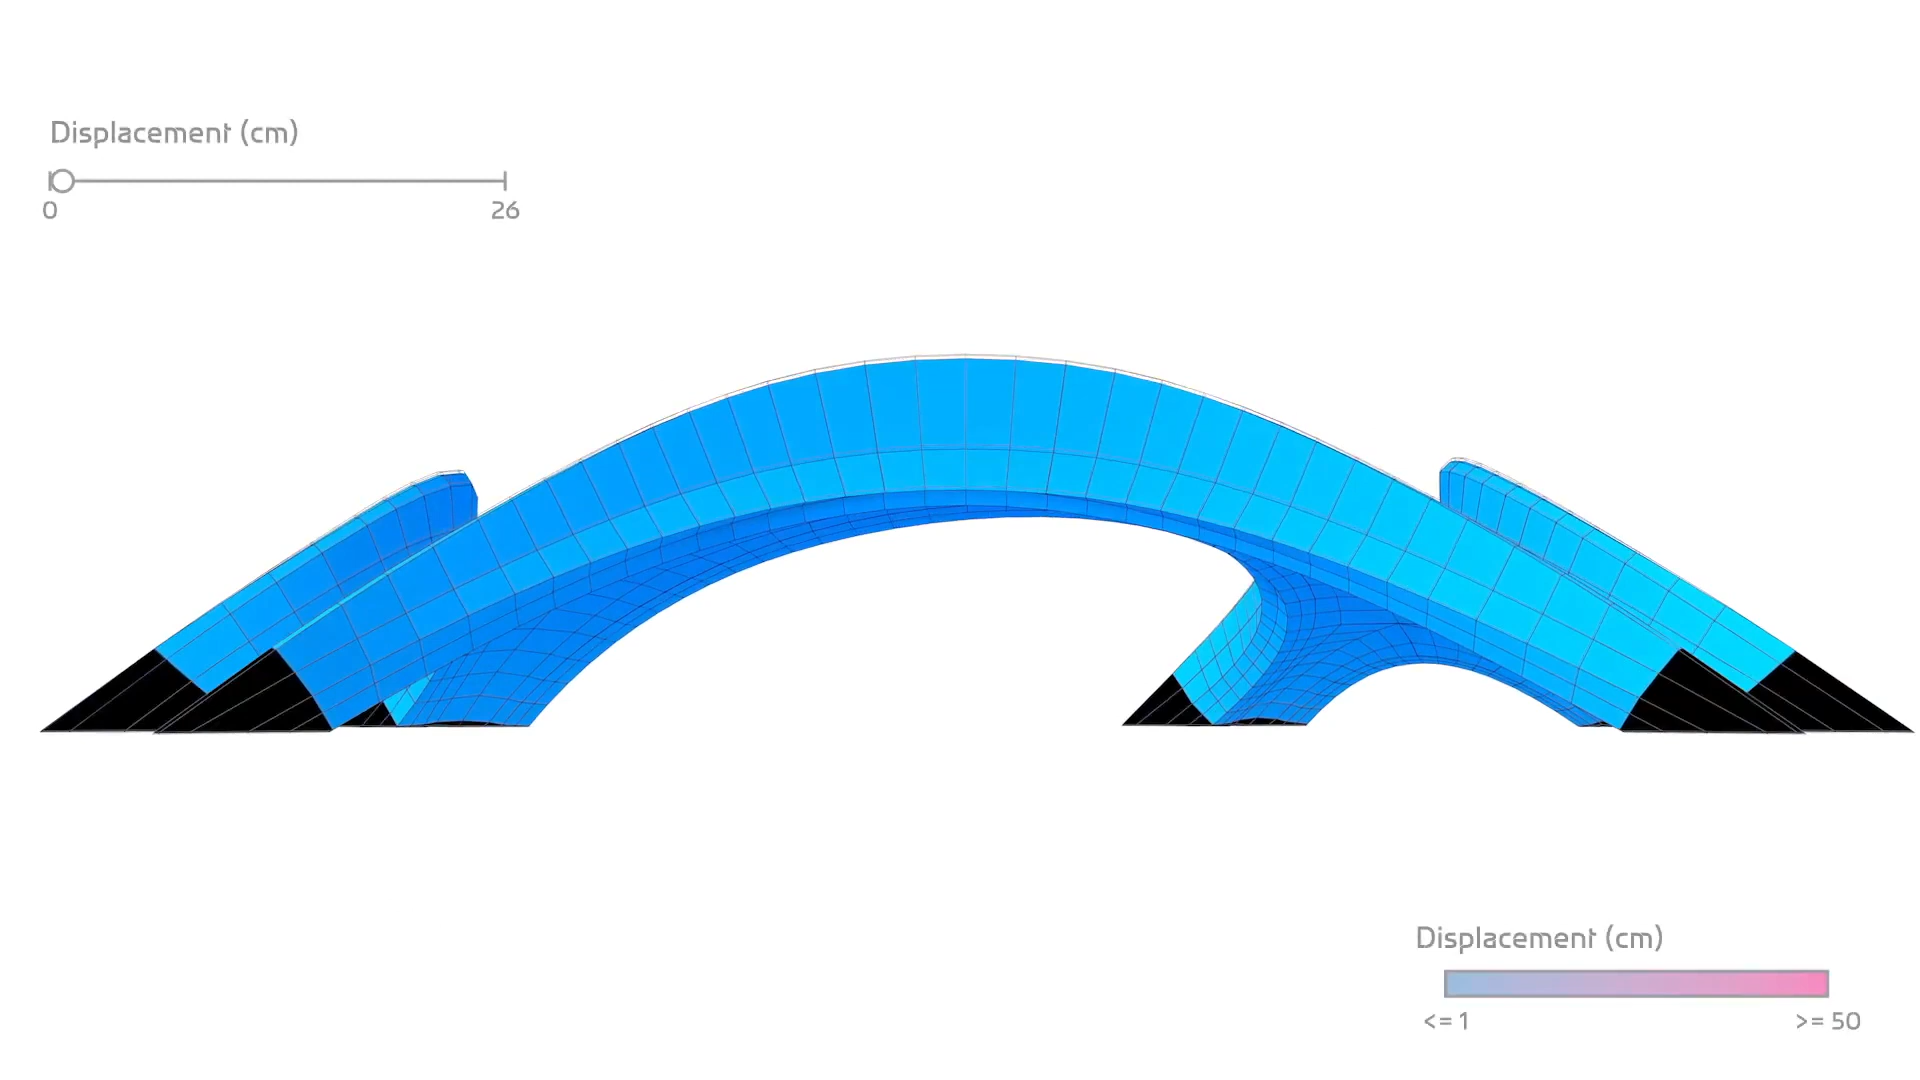 Displacement (cm)
0 26
Displacement (cm)
<= 1 >= 50